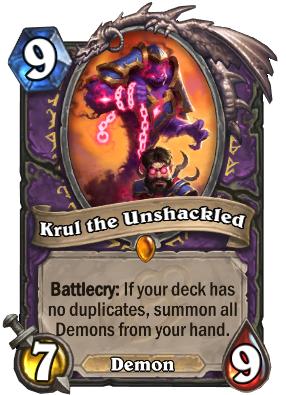 9
Krul the Unshackled
Battlecry: If your deck has
no duplicates, summon all
Demons from your hand.
7
Demon
9